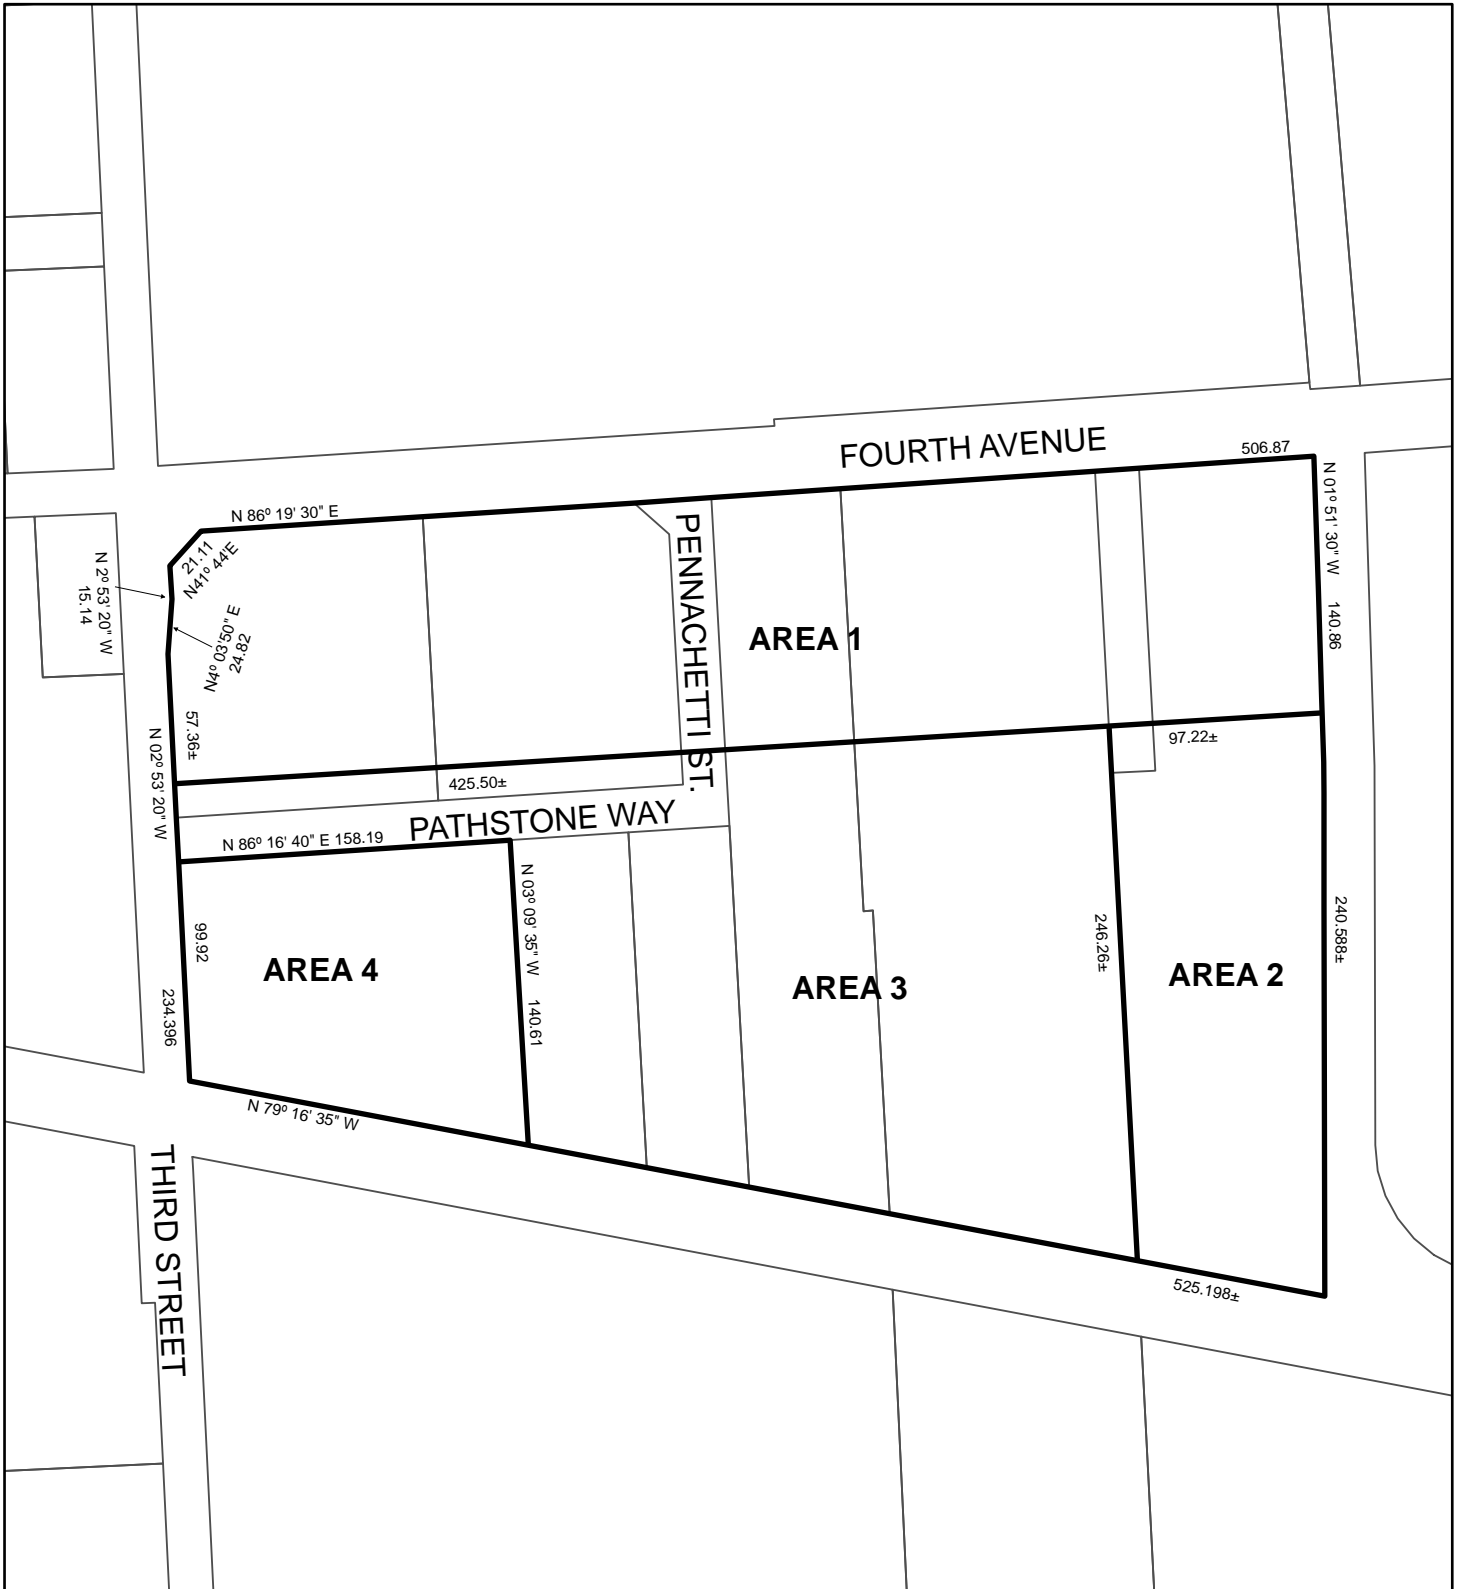 FOURTH AVENUE
506.87
N 86º 19' 30" E
N 01º 51' 30" W 140.86
21.11
N41º 44'E
N 2º 53' 20" W
15.14
N4º 03'50" E
24.82
PENNACHETTI ST.
AREA 1
57.36±
N 02º 53' 20" W
97.22±
425.50±
PATHSTONE WAY
N 86º 16' 40" E 158.19
N 03º 09' 35" W 140.61
99.92
AREA 4
246.26±
240.588±
AREA 3
AREA 2
234.396
N 79º 16' 35" W
THIRD STREET
525.198±